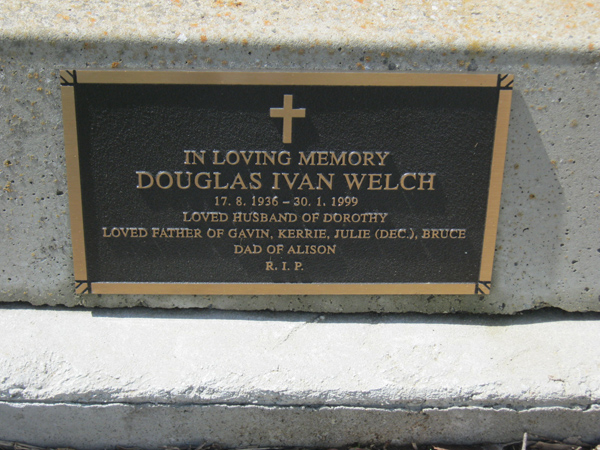 IN LOVING MEMORY
DOUGLAS IVAN WELCH
17. 8. 1936 – 30. 1. 1999
LOVED HUSBAND OF DOROTHY
LOVED FATHER OF GAVIN, KERRIE, JULIE (DEC.), BRUCE
DAD OF ALISON
R. I. P.